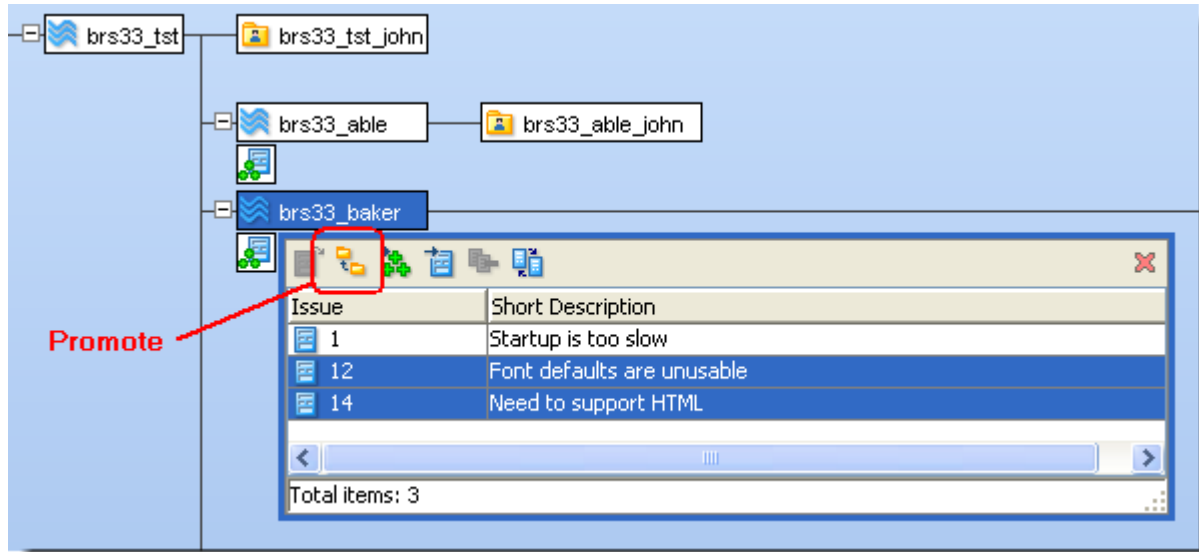 brs33_tst
brs33_tst_john
brs33_able
brs33_able_john
brs33_baker
Promote
Issue Short Description
1 Startup is too slow
12 Font defaults are unusable
14 Need to support HTML
Total items: 3